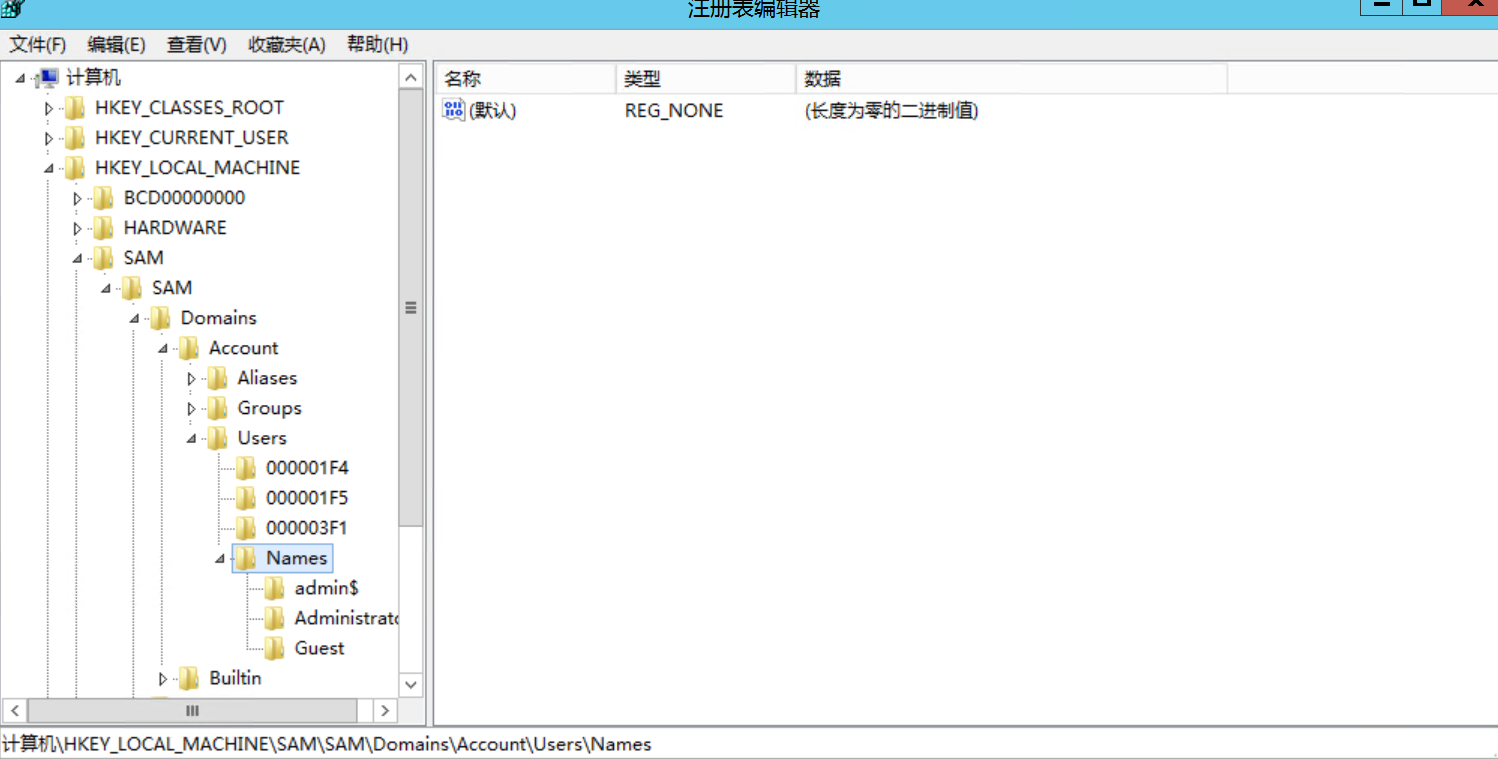 注册表编辑器
文件(F) 编辑(E) 查看(V) 收藏夹(A) 帮助(H)
计算机
HKEY_CLASSES_ROOT
HKEY_CURRENT_USER
HKEY_LOCAL_MACHINE
BCD00000000
HARDWARE
SAM
SAM
Domains
Account
Aliases
Groups
Users
000001F4
000001F5
000003F1
Names
admin$
Administrato
Guest
Builtin
名称 类型 数据
(默认) REG_NONE (长度为零的二进制值)
计算机\HKEY_LOCAL_MACHINE\SAM\SAM\Domains\Account\Users\Names